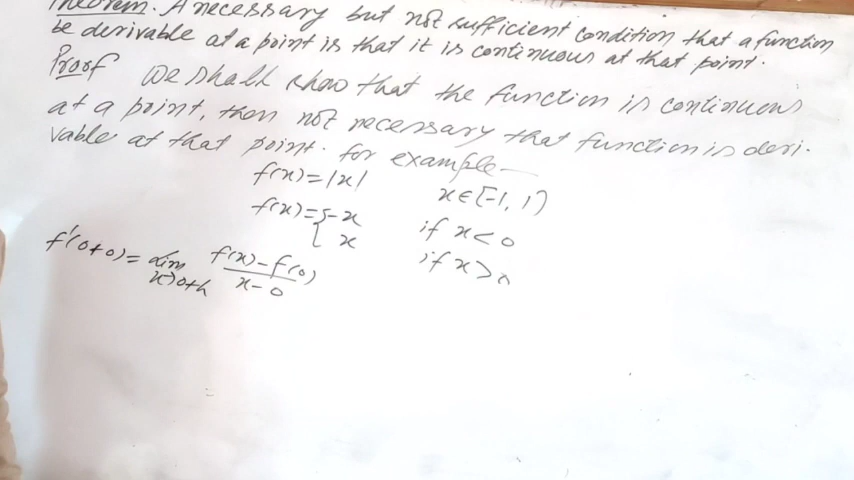 Theorem. A necessary but not sufficient condition that a function
be derivable at a point is that it is continuous at that point.
Proof We shall show that the function is continuous
at a point, then not necessary that function is deri-
vable at that point. for example—
f(x)=|x| x∈[-1, 1]
f(x)={-x if x<0
x if x>0
f'(0+0)= lim x→0+h f(x)-f(0) / x-0